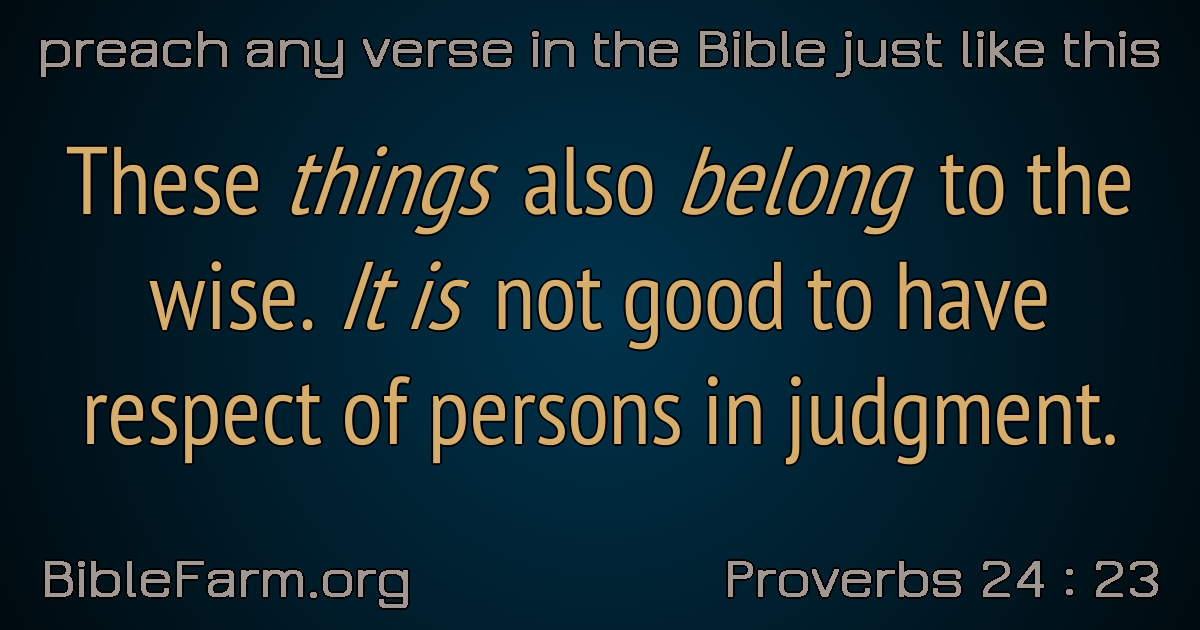 preach any verse in the Bible just like this
These things also belong to the
wise. It is not good to have
respect of persons in judgment.
BibleFarm.org
Proverbs 24 : 23